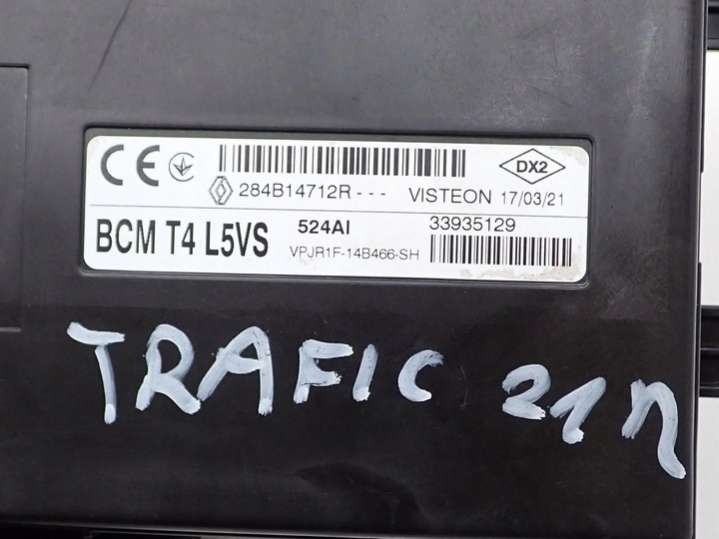 CE
DX2
284B14712R--- VISTEON 17/03/21
BCM T4 L5VS
524AI
33935129
VPJR1F-14B466-SH
TRAFIC 21 n